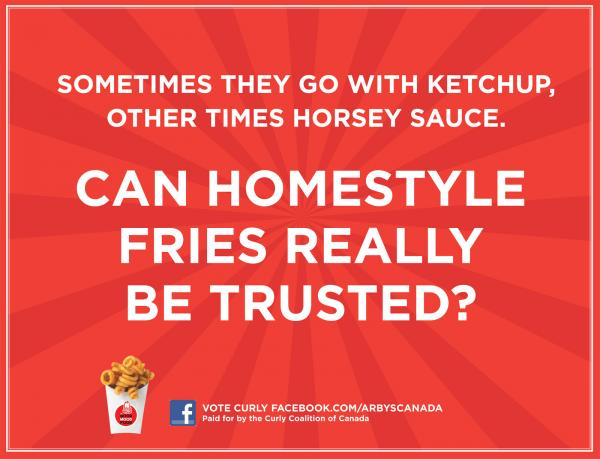 SOMETIMES THEY GO WITH KETCHUP,
OTHER TIMES HORSEY SAUCE.
CAN HOMESTYLE
FRIES REALLY
BE TRUSTED?
f VOTE CURLY FACEBOOK.COM/ARBYSCANADA
Paid for by the Curly Coalition of Canada